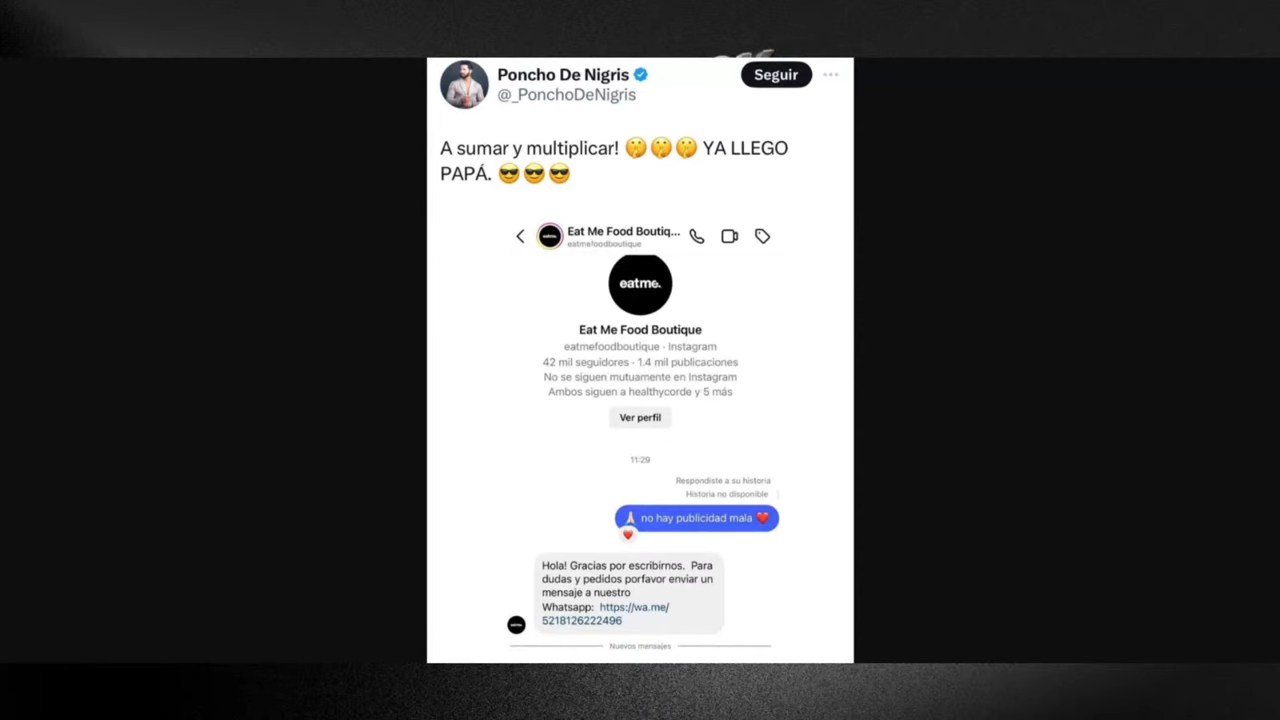 Poncho De Nigris
Seguir
@_PonchoDeNigris
A sumar y multiplicar! 🤫🤫🤫 YA LLEGO
PAPÁ. 😎😎😎
Eat Me Food Boutiq...
eatmefoodboutique
eatme.
Eat Me Food Boutique
eatmefoodboutique · Instagram
42 mil seguidores · 1.4 mil publicaciones
No se siguen mutuamente en Instagram
Ambos siguen a healthycorde y 5 más
Ver perfil
11:29
Respondiste a su historia
Historia no disponible
🙏🏻 no hay publicidad mala ❤️
❤️
Hola! Gracias por escribirnos. Para
dudas y pedidos porfavor enviar un
mensaje a nuestro
Whatsapp: https://wa.me/
5218126222496
Nuevos mensajes